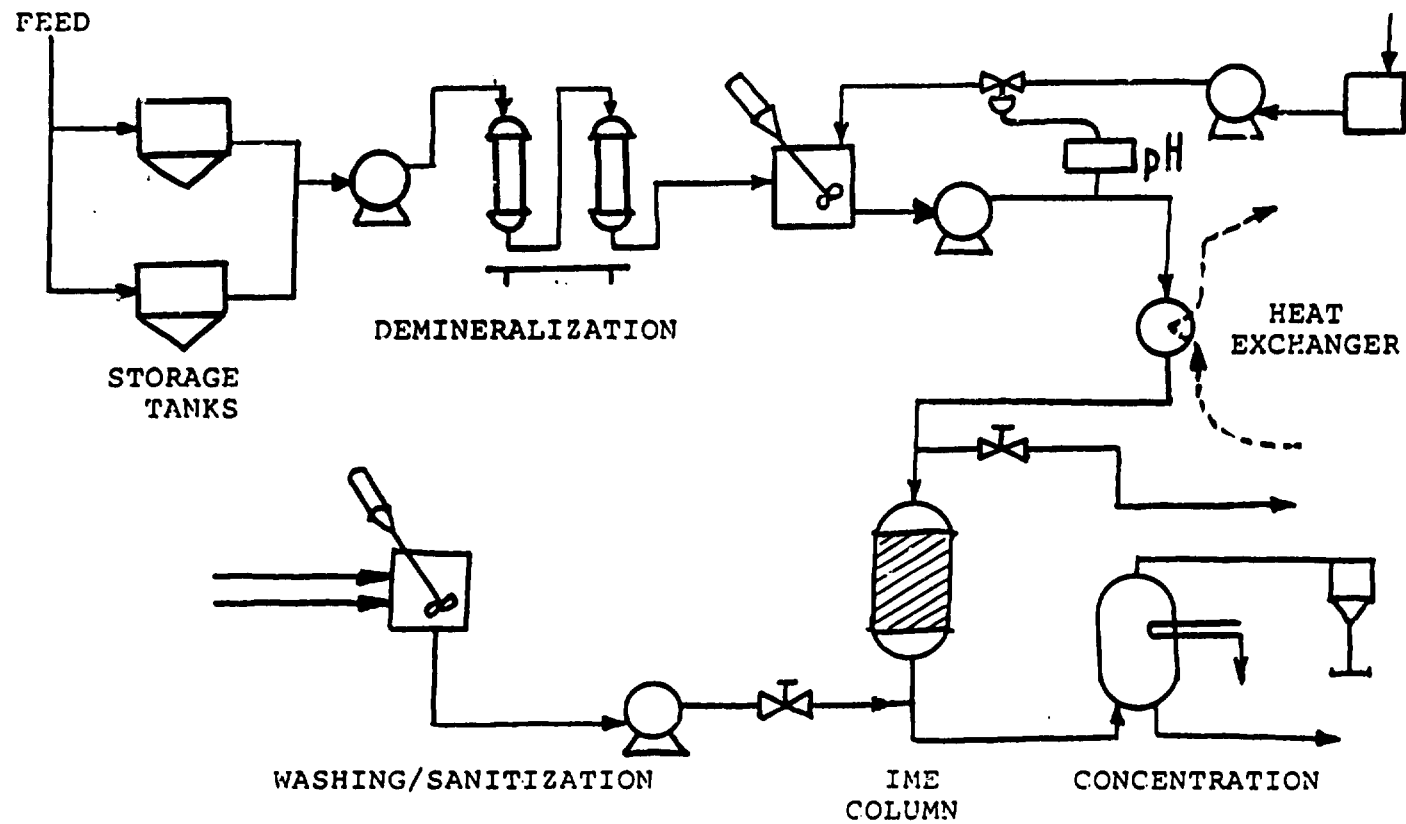 FEED
pH
HEAT
EXCHANGER
DEMINERALIZATION
STORAGE
TANKS
WASHING/SANITIZATION
IME
COLUMN
CONCENTRATION